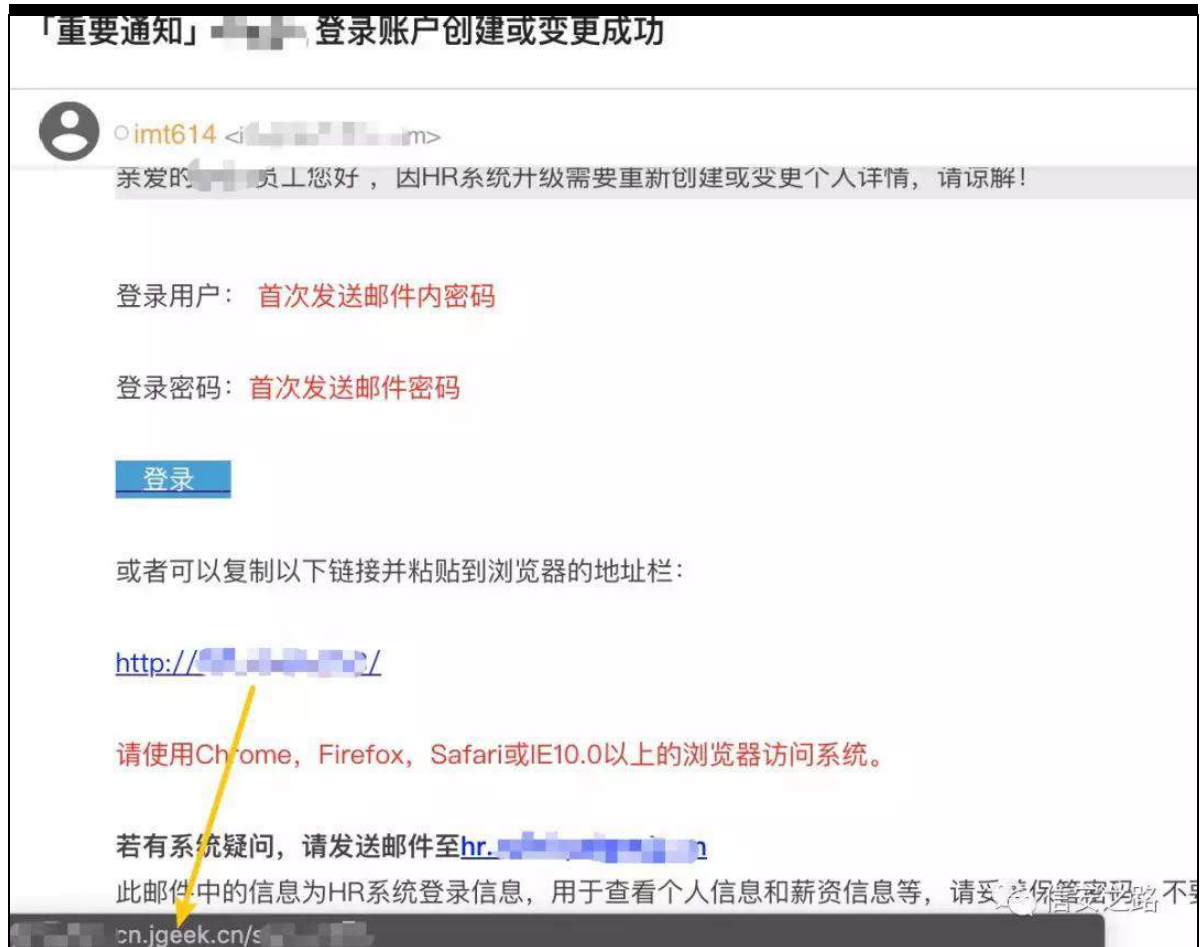 「重要通知」 登录账户创建或变更成功
imt614 <i m>
亲爱的 员工您好 ，因HR系统升级需要重新创建或变更个人详情，请谅解！
登录用户： 首次发送邮件内密码
登录密码：首次发送邮件密码
登录
或者可以复制以下链接并粘贴到浏览器的地址栏：
http:// /
请使用Chrome，Firefox，Safari或IE10.0以上的浏览器访问系统。
若有系统疑问，请发送邮件至hr. n
此邮件中的信息为HR系统登录信息，用于查看个人信息和薪资信息等，请妥 保管密码，不要
信安之路
cn.jgeek.cn/s